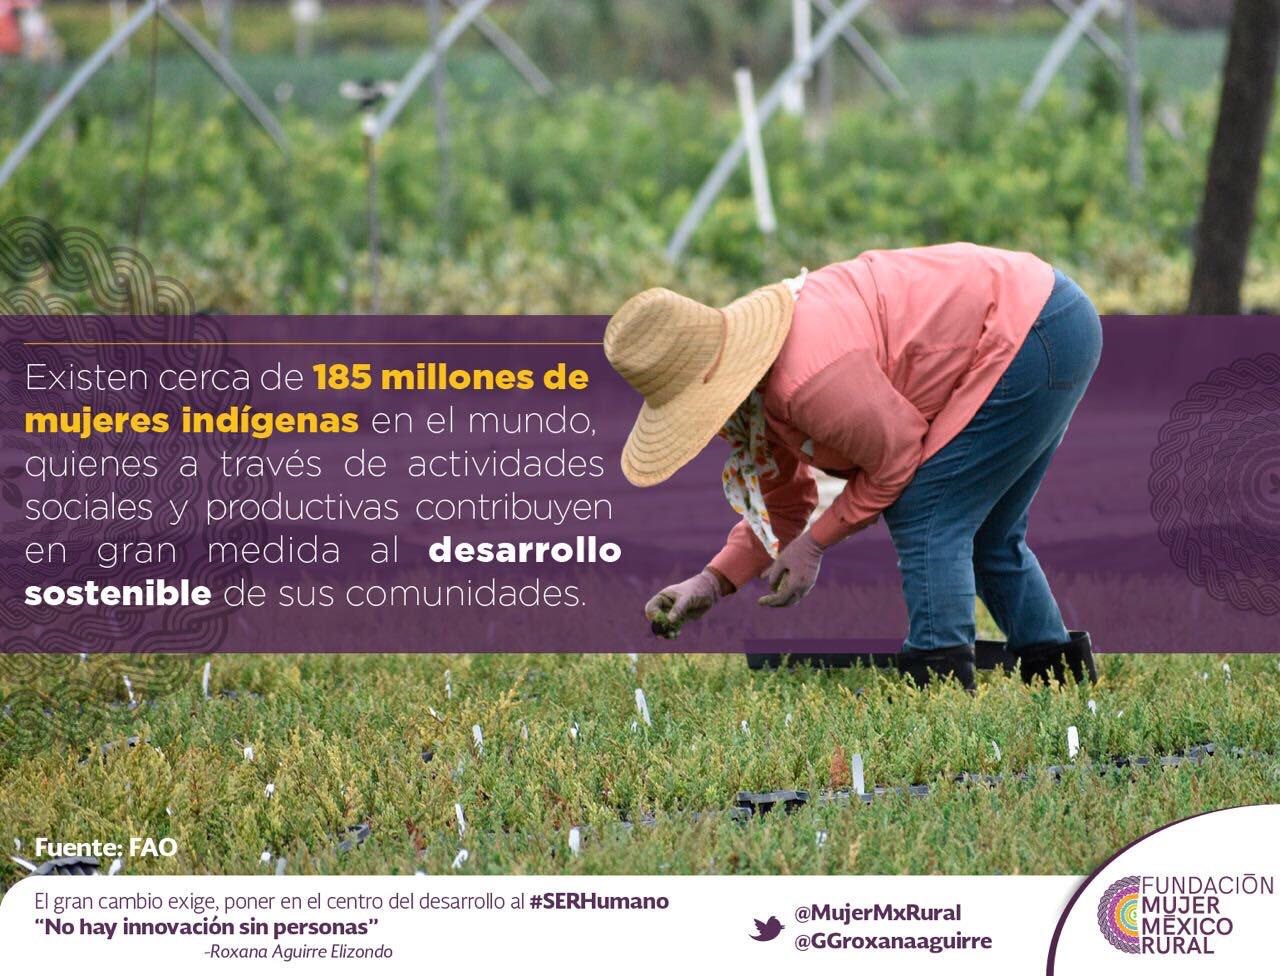 Existen cerca de 185 millones de
mujeres indígenas en el mundo,
quienes a través de actividades
sociales y productivas contribuyen
en gran medida al desarrollo
sostenible de sus comunidades.
Fuente: FAO
El gran cambio exige, poner en el centro del desarrollo al #SERHumano
“No hay innovación sin personas”
-Roxana Aguirre Elizondo
@MujerMxRural
@GGroxanaaguirre
FUNDACIÓN
MUJER
MÉXICO
RURAL